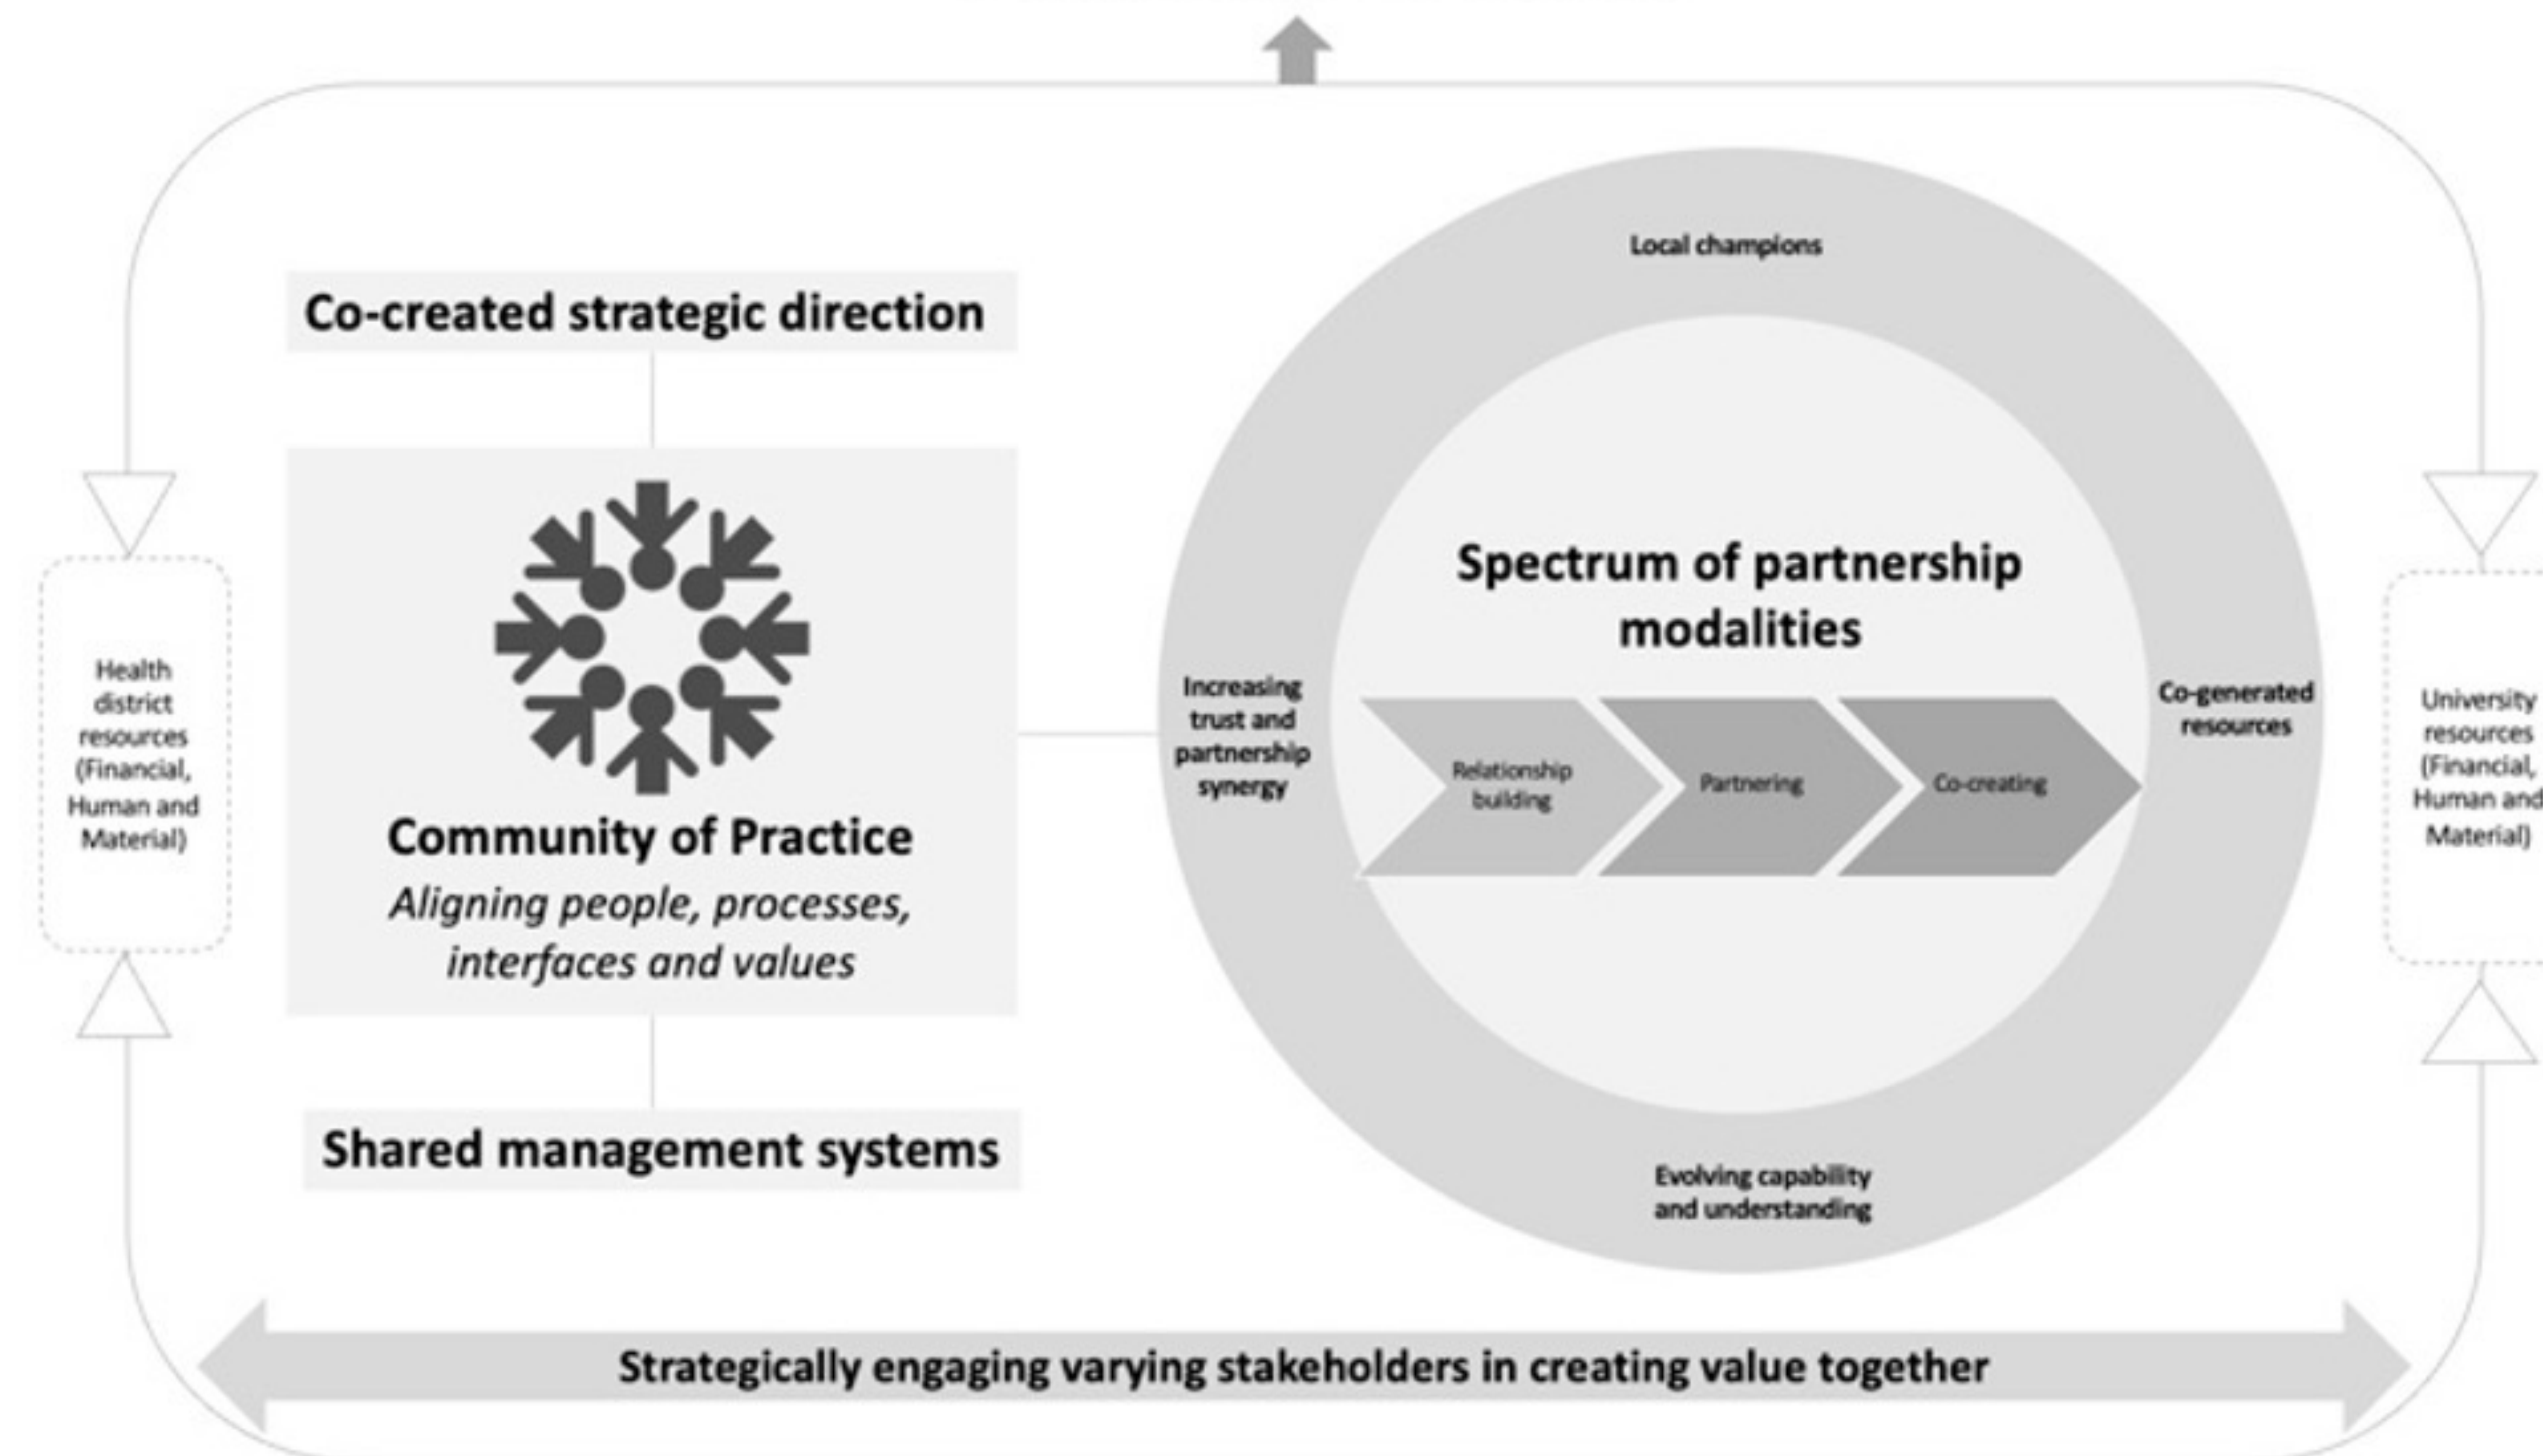 Local champions
Co-created strategic direction
Spectrum of partnership
modalities
Health
district
resources
(Financial,
Human and
Material)
Increasing
trust and
partnership
synergy
Relationship
building
Partnering
Co-creating
Co-generated
resources
University
resources
(Financial,
Human and
Material)
Community of Practice
Aligning people, processes,
interfaces and values
Shared management systems
Evolving capability
and understanding
Strategically engaging varying stakeholders in creating value together